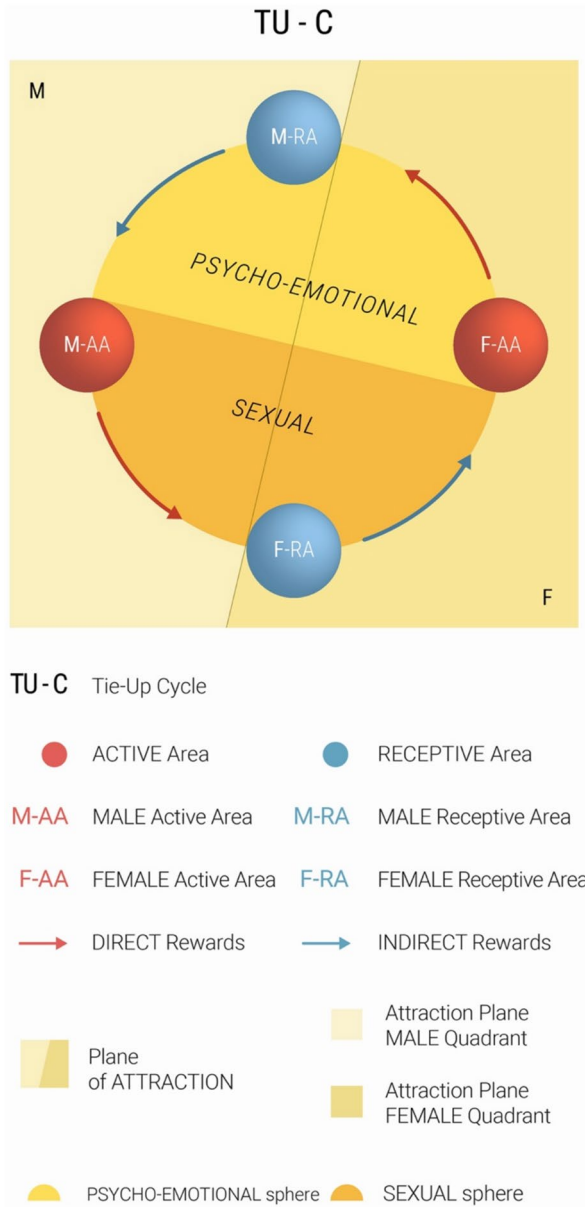 TU - C
M
M-RA
PSYCHO-EMOTIONAL
M-AA
F-AA
SEXUAL
F-RA
F
TU - C Tie-Up Cycle
ACTIVE Area
RECEPTIVE Area
M-AA MALE Active Area
M-RA MALE Receptive Area
F-AA FEMALE Active Area
F-RA FEMALE Receptive Area
DIRECT Rewards
INDIRECT Rewards
Plane
of ATTRACTION
Attraction Plane
MALE Quadrant
Attraction Plane
FEMALE Quadrant
PSYCHO-EMOTIONAL sphere
SEXUAL sphere